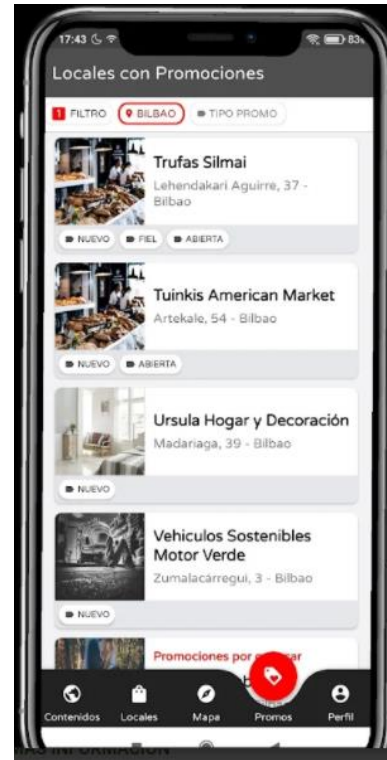 17:43
83%
Locales con Promociones
1 FILTRO
BILBAO
TIPO PROMO
Trufas Silmai
Lehendakari Aguirre, 37 -
Bilbao
NUEVO
FIEL
ABIERTA
Tuinkis American Market
Artekale, 54 - Bilbao
NUEVO
ABIERTA
Ursula Hogar y Decoración
Madariaga, 39 - Bilbao
NUEVO
Vehiculos Sostenibles
Motor Verde
Zumalacárregui, 3 - Bilbao
NUEVO
Promociones por
Contenidos
Locales
Mapa
Promos
Perfil